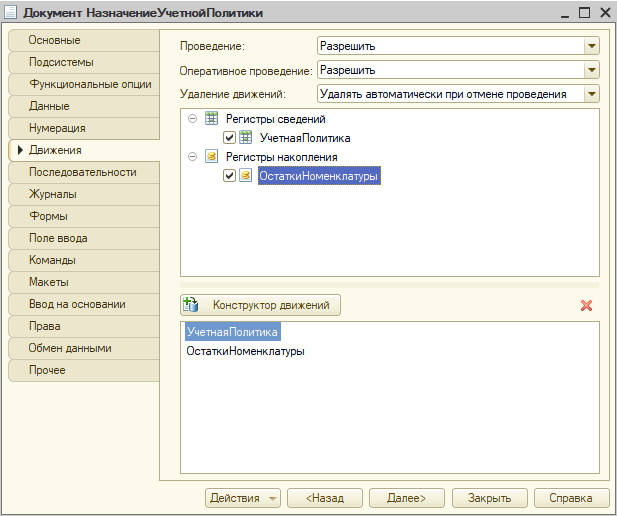 Документ НазначениеУчетнойПолитики
Основные
Подсистемы
Функциональные опции
Данные
Нумерация
Движения
Последовательности
Журналы
Формы
Поле ввода
Команды
Макеты
Ввод на основании
Права
Обмен данными
Прочее
Проведение: Разрешить
Оперативное проведение: Разрешить
Удаление движений: Удалять автоматически при отмене проведения
Регистры сведений
УчетнаяПолитика
Регистры накопления
ОстаткиНоменклатуры
Конструктор движений
УчетнаяПолитика
ОстаткиНоменклатуры
Действия <Назад Далее> Закрыть Справка